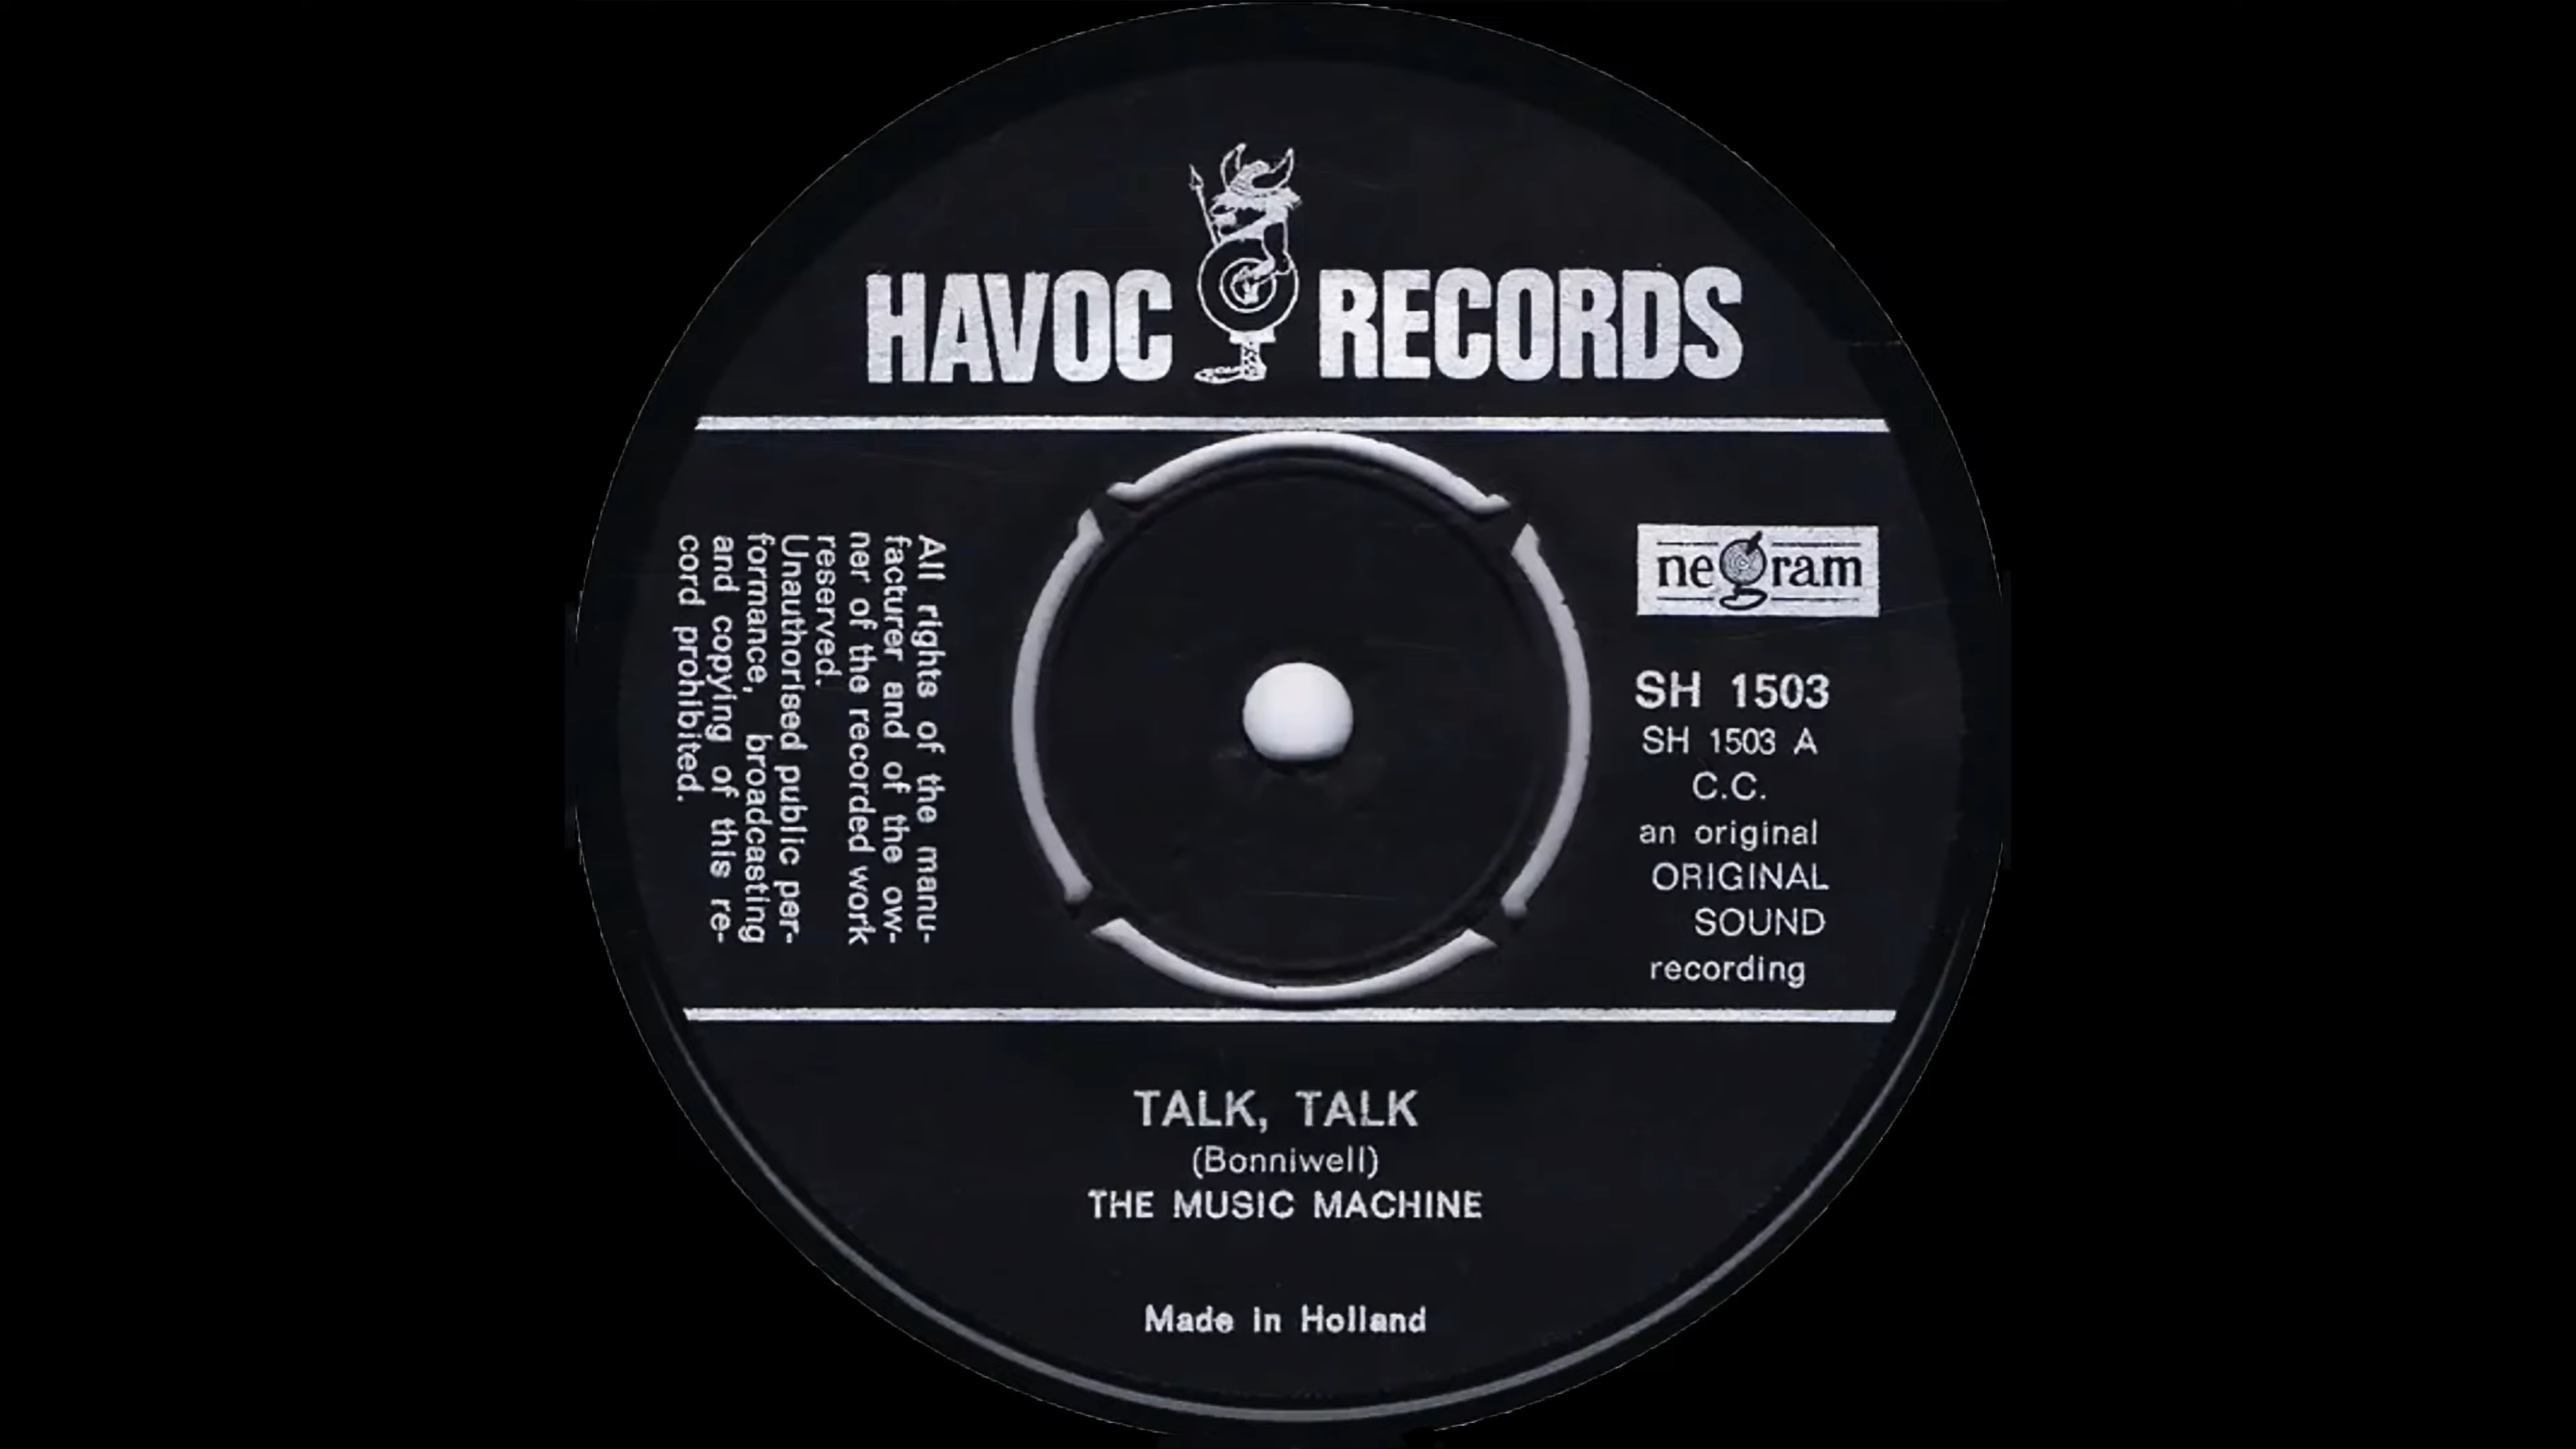 HAVOC RECORDS
All rights of the manu-
facturer and of the ow-
ner of the recorded work
reserved.
Unauthorised public per-
formance, broadcasting
and copying of this re-
cord prohibited.
negram
SH 1503
SH 1503 A
C.C.
an original
ORIGINAL
SOUND
recording
TALK, TALK
(Bonniwell)
THE MUSIC MACHINE
Made in Holland